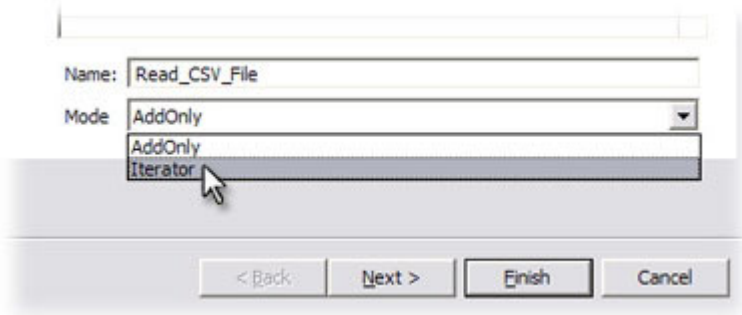 Name: Read_CSV_File
Mode AddOnly
AddOnly
Iterator
< Back Next > Finish Cancel